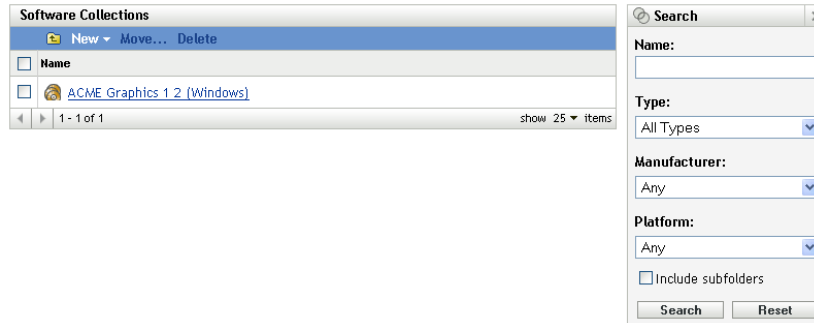 Software Collections
New Move... Delete
Name
ACME Graphics 1 2 (Windows)
1 - 1 of 1 show 25 items
Search
Name:
Type:
All Types
Manufacturer:
Any
Platform:
Any
Include subfolders
Search Reset